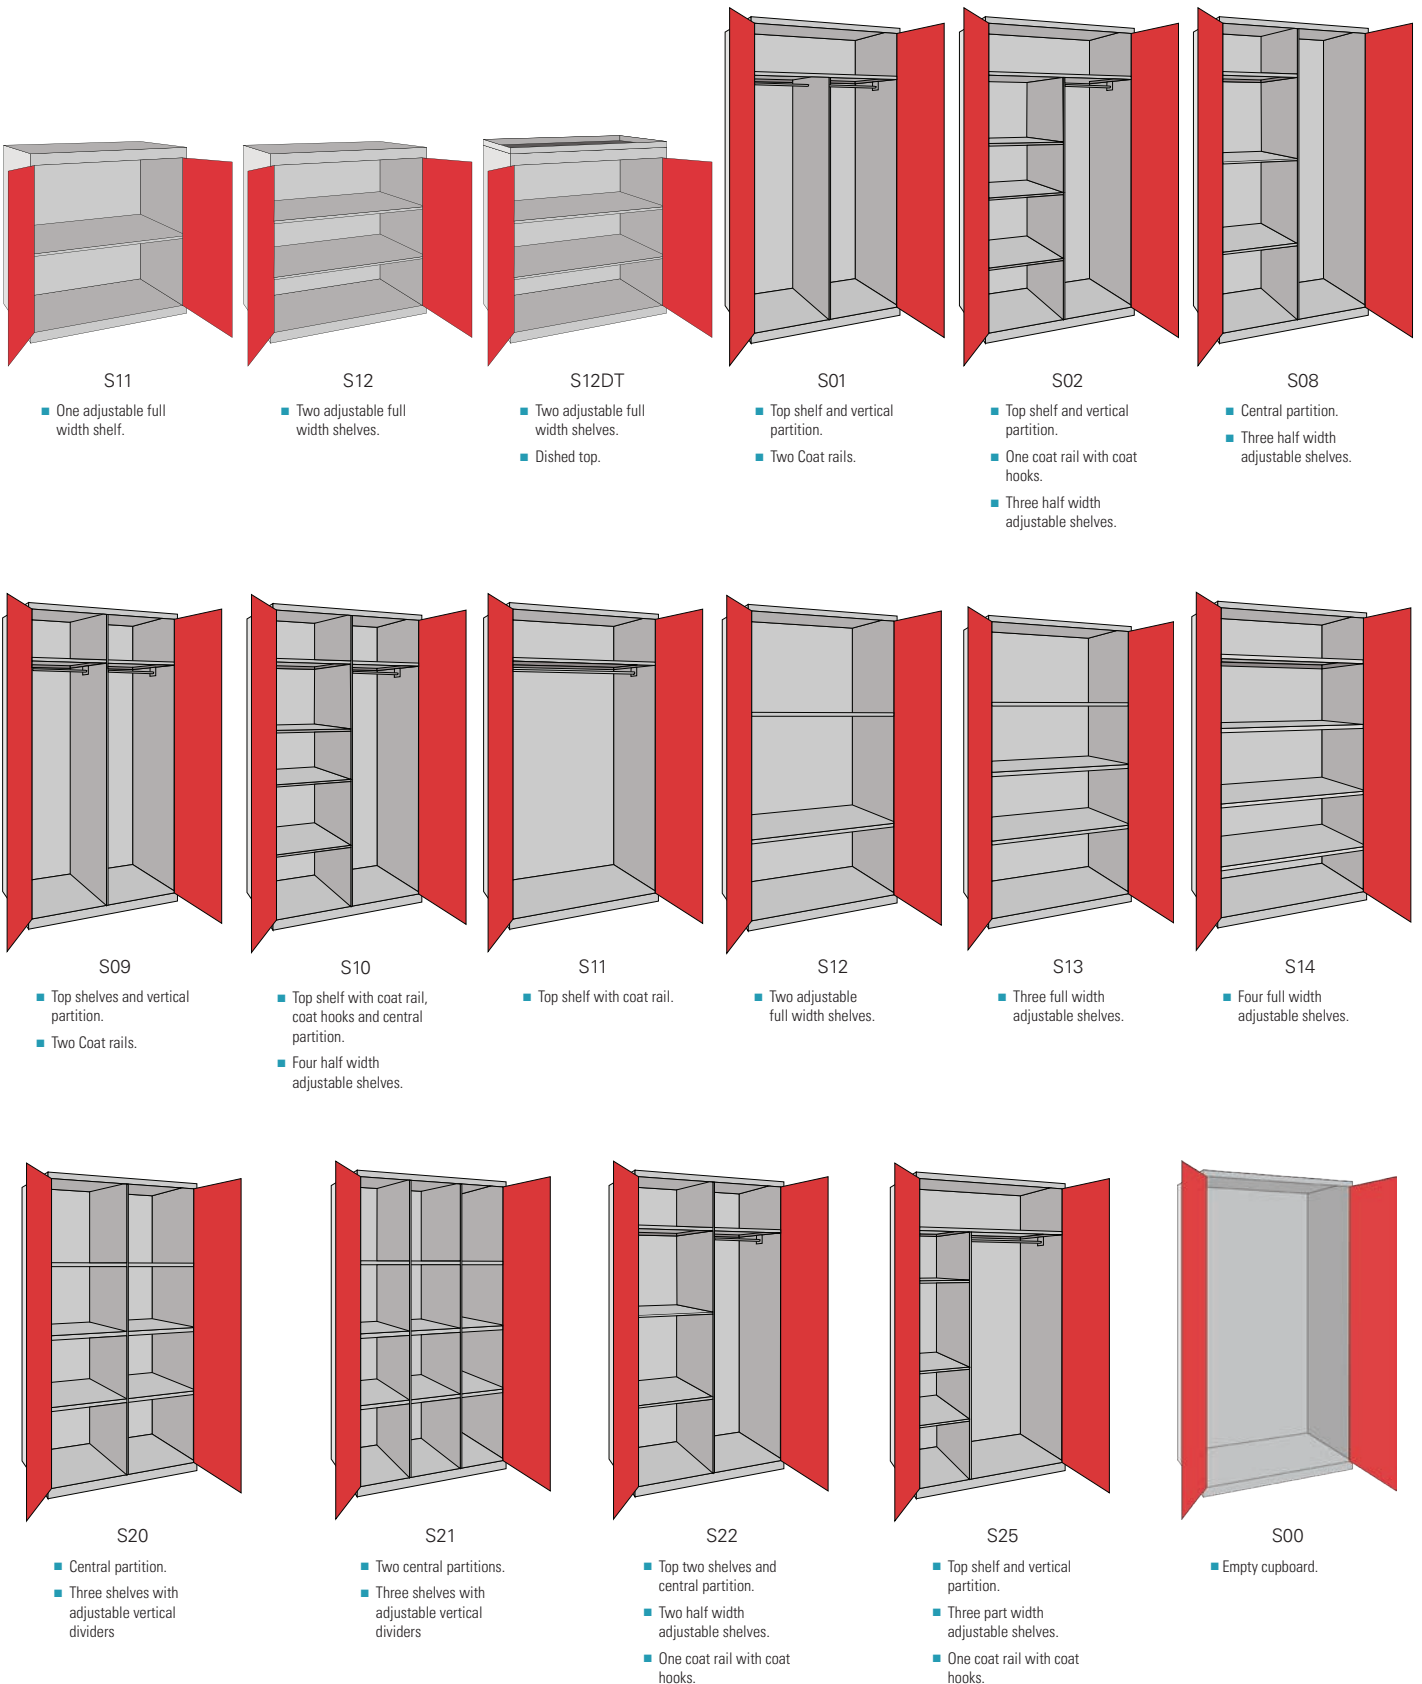 S11
One adjustable full
width shelf.
S12
Two adjustable full
width shelves.
S12DT
Two adjustable full
width shelves.
Dished top.
S01
Top shelf and vertical
partition.
Two Coat rails.
S02
Top shelf and vertical
partition.
One coat rail with coat
hooks.
Three half width
adjustable shelves.
S08
Central partition.
Three half width
adjustable shelves.
S09
Top shelves and vertical
partition.
Two Coat rails.
S10
Top shelf with coat rail,
coat hooks and central
partition.
Four half width
adjustable shelves.
S11
Top shelf with coat rail.
S12
Two adjustable
full width shelves.
S13
Three full width
adjustable shelves.
S14
Four full width
adjustable shelves.
S20
Central partition.
Three shelves with
adjustable vertical
dividers
S21
Two central partitions.
Three shelves with
adjustable vertical
dividers
S22
Top two shelves and
central partition.
Two half width
adjustable shelves.
One coat rail with coat
hooks.
S25
Top shelf and vertical
partition.
Three part width
adjustable shelves.
One coat rail with coat
hooks.
S00
Empty cupboard.